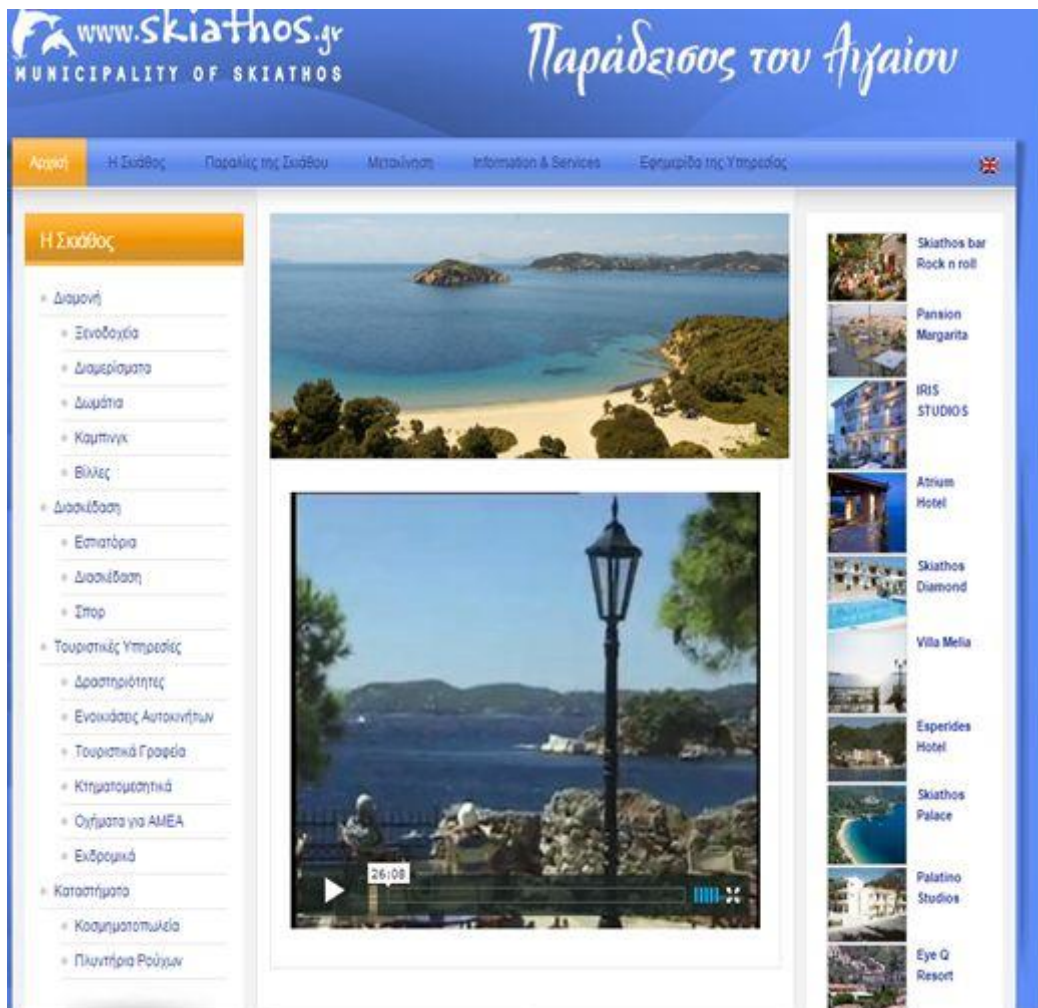 www.skiathos.gr
MUNICIPALITY OF SKIATHOS
Παράδεισος του Αιγαίου
Αρχική
Η Σκιάθος
Παραλίες της Σκιάθου
Μετακίνηση
Information & Services
Εφημερίδα της Υπηρεσίας
Η Σκιάθος
Διαμονή
Ξενοδοχεία
Διαμερίσματα
Δωμάτια
Καμπινγκ
Βίλλες
Διασκέδαση
Εστιατόρια
Διασκέδαση
Σπορ
Τουριστικές Υπηρεσίες
Δραστηριότητες
Ενοικιάσεις Αυτοκινήτων
Τουριστικά Γραφεία
Κτηματομεσητικά
Οχήματα για ΑΜΕΑ
Εκδρομικά
Καταστήματα
Κοσμηματοπωλεία
Πλυντήρια Ρούχων
26:08
Skiathos bar
Rock n roll
Pansion
Margarita
IRIS
STUDIOS
Atrium
Hotel
Skiathos
Diamond
Villa Melia
Esperides
Hotel
Skiathos
Palace
Palatino
Studios
Eye Q
Resort